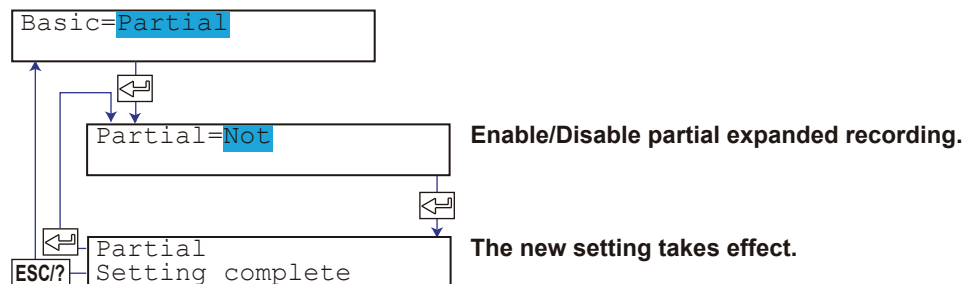 Basic=Partial
Partial=Not
Enable/Disable partial expanded recording.
Partial
Setting complete
The new setting takes effect.
ESC/?